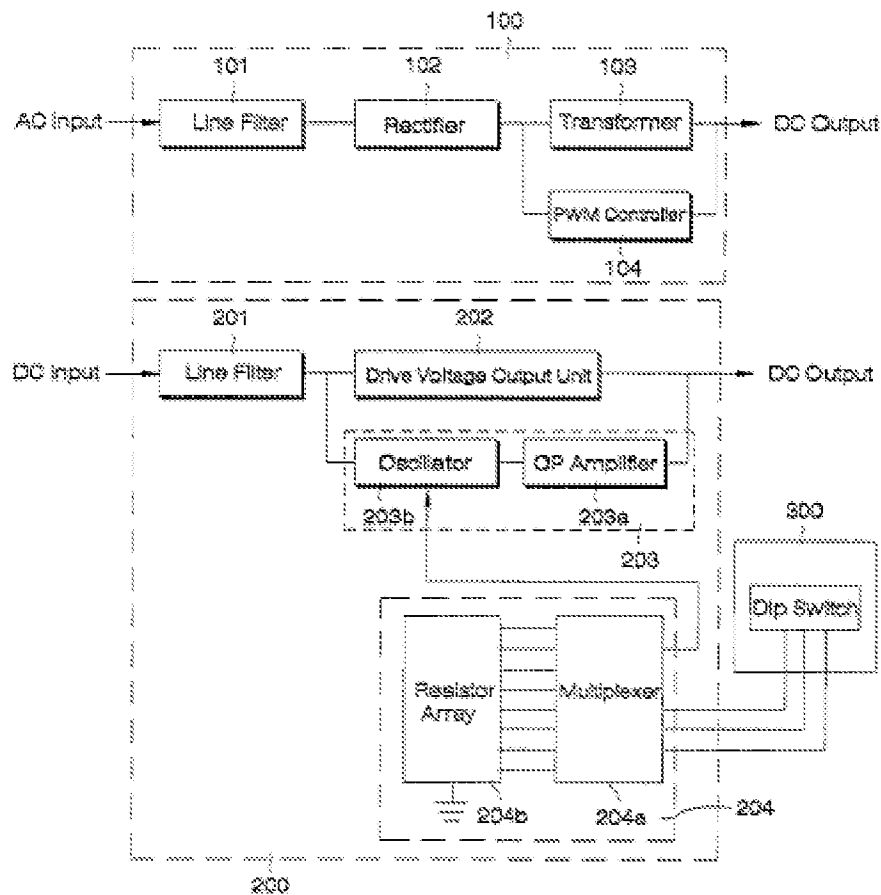 100
101
102
103
AC Input
Line Filter
Rectifier
Transformer
DC Output
PWM Controller
104
201
202
DC Input
Line Filter
Drive Voltage Output Unit
DC Output
Oscillator
OP Amplifier
203b
203a
203
300
Dip Switch
Resistor
Array
Multiplexer
204b
204a
204
200